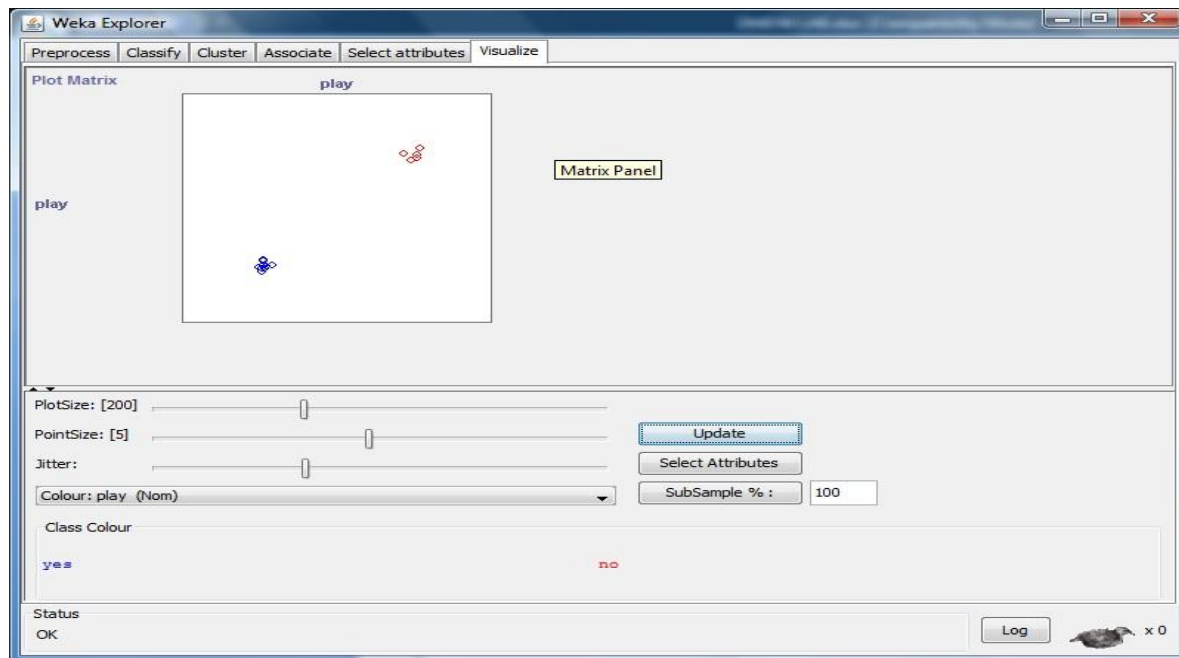 Weka Explorer
Preprocess Classify Cluster Associate Select attributes Visualize
Plot Matrix
play
Matrix Panel
play
PlotSize: [200]
PointSize: [5]
Update
Jitter:
Select Attributes
Colour: play (Nom)
SubSample % : 100
Class Colour
yes no
Status
OK
Log x 0